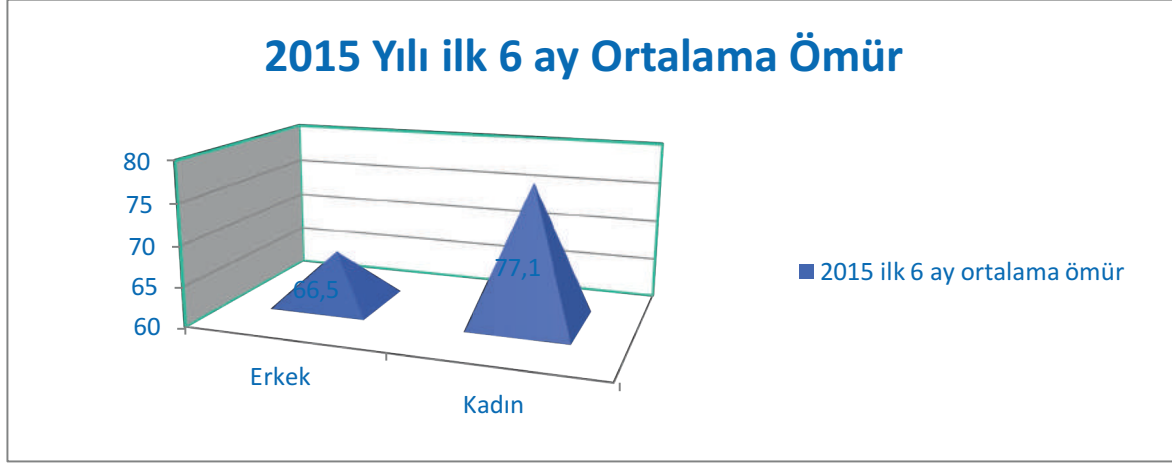 2015 Yılı ilk 6 ay Ortalama Ömür
80
75
70
65
60
66,5
77,1
Erkek
Kadın
2015 ilk 6 ay ortalama ömür